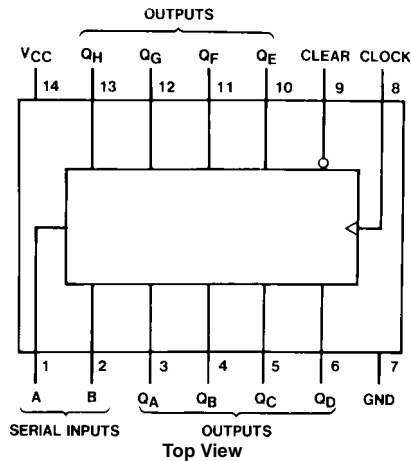 OUTPUTS
VCC QH QG QF QE CLEAR CLOCK
14 13 12 11 10 9 8
1 2 3 4 5 6 7
A B QA QB QC QD GND
SERIAL INPUTS OUTPUTS
Top View